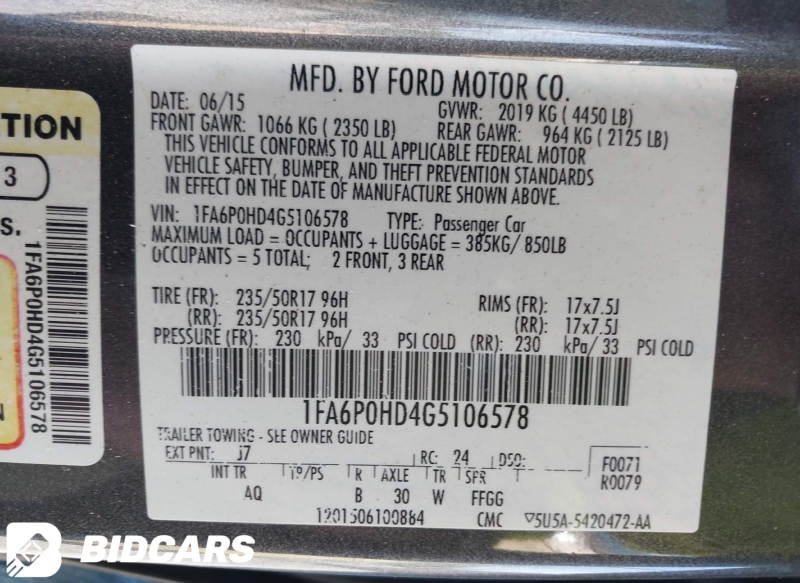 TION
3
S.
1FA6P0HD4G5106578
N
MFD. BY FORD MOTOR CO.
DATE: 06/15 GVWR: 2019 KG ( 4450 LB)
FRONT GAWR: 1066 KG ( 2350 LB) REAR GAWR: 964 KG ( 2125 LB)
THIS VEHICLE CONFORMS TO ALL APPLICABLE FEDERAL MOTOR
VEHICLE SAFETY, BUMPER, AND THEFT PREVENTION STANDARDS
IN EFFECT ON THE DATE OF MANUFACTURE SHOWN ABOVE.
VIN: 1FA6P0HD4G5106578 TYPE: Passenger Car
MAXIMUM LOAD = OCCUPANTS + LUGGAGE = 385KG/ 850LB
OCCUPANTS = 5 TOTAL; 2 FRONT, 3 REAR
TIRE (FR): 235/50R17 96H RIMS (FR): 17x7.5J
(RR): 235/50R17 96H (RR): 17x7.5J
PRESSURE (FR): 230 kPa/ 33 PSI COLD (RR): 230 kPa/ 33 PSI COLD
1FA6P0HD4G5106578
TRAILER TOWING - SEE OWNER GUIDE
EXT PNT: J7 RC: 24 DSO: F0071
INT TR TP/PS R AXLE TR SPR R0079
AQ B 30 W FFGG
1201506100884 CMC ▽5U5A-5420472-AA
BIDCARS